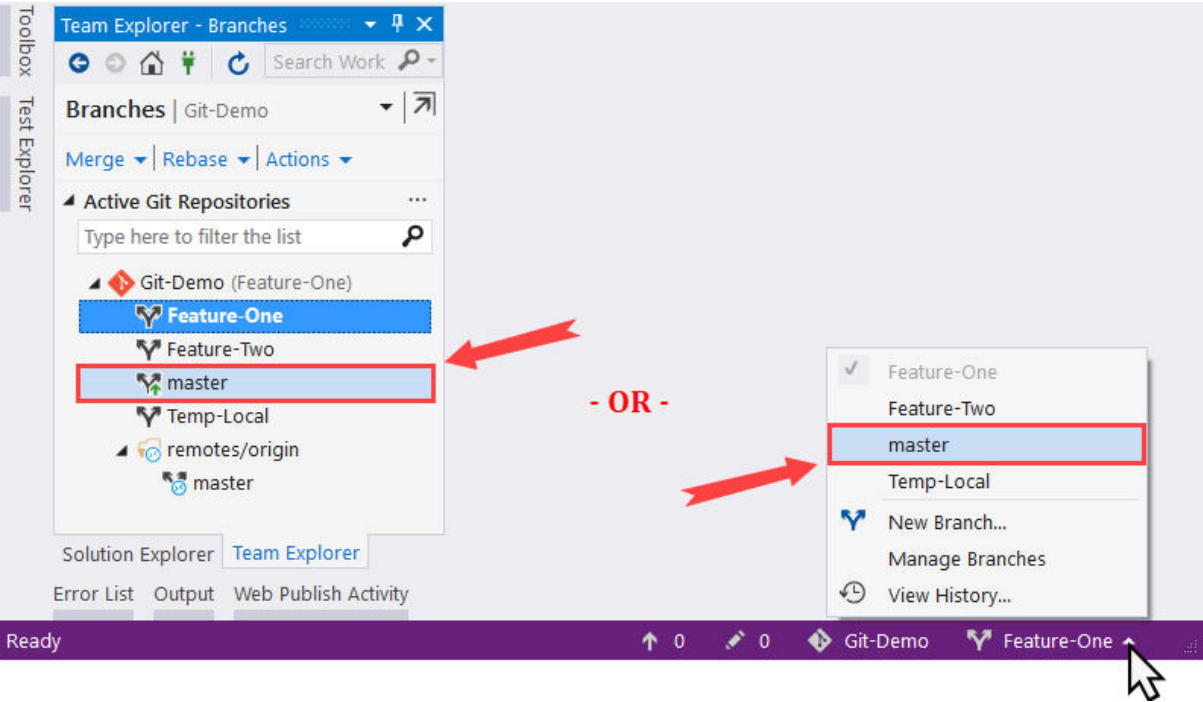 Toolbox
Test Explorer
Team Explorer - Branches
Search Work
Branches | Git-Demo
Merge | Rebase | Actions
Active Git Repositories ...
Type here to filter the list
Git-Demo (Feature-One)
Feature-One
Feature-Two
master
Temp-Local
remotes/origin
master
Solution Explorer Team Explorer
Error List Output Web Publish Activity
- OR -
Feature-One
Feature-Two
master
Temp-Local
New Branch...
Manage Branches
View History...
Ready 0 0 Git-Demo Feature-One